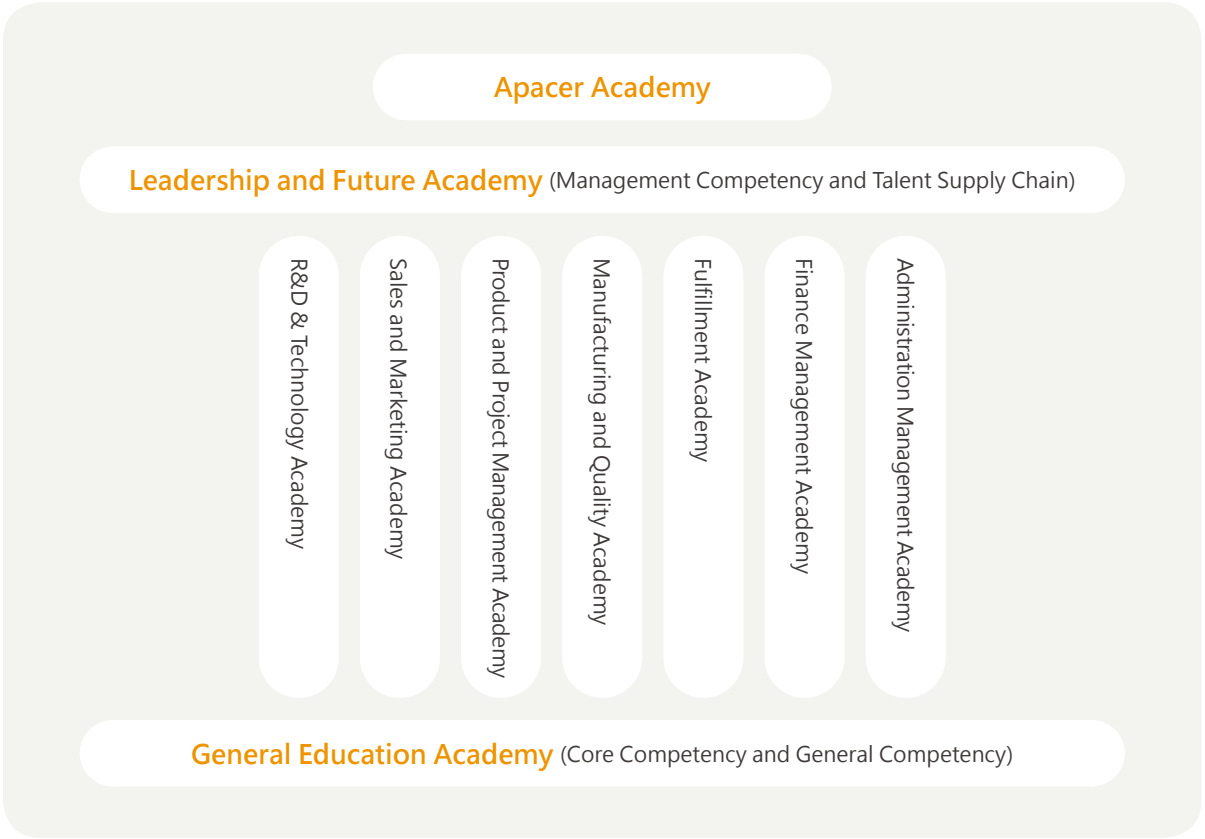 Apacer Academy
Leadership and Future Academy (Management Competency and Talent Supply Chain)
R&D & Technology Academy
Sales and Marketing Academy
Product and Project Management Academy
Manufacturing and Quality Academy
Fulfillment Academy
Finance Management Academy
Administration Management Academy
General Education Academy (Core Competency and General Competency)